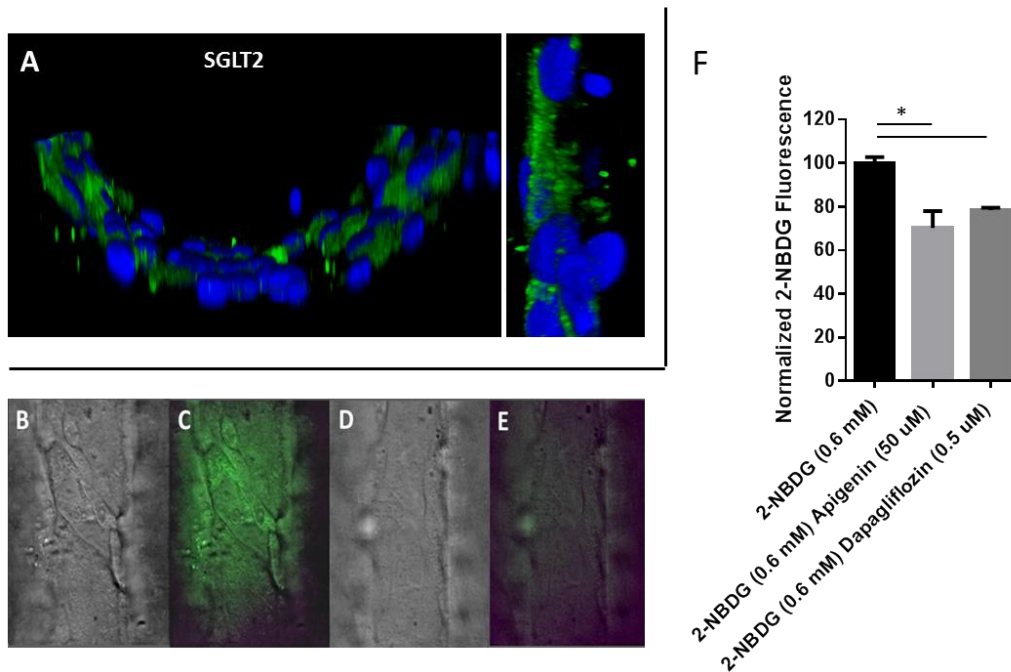 A
SGLT2
B
C
D
E
F
Normalized 2-NBDG Fluorescence
120
100
80
60
40
20
0
*
2-NBDG (0.6 mM)
2-NBDG (0.6 mM) Apigenin (50 uM)
2-NBDG (0.6 mM) Dapagliflozin (0.5 uM)